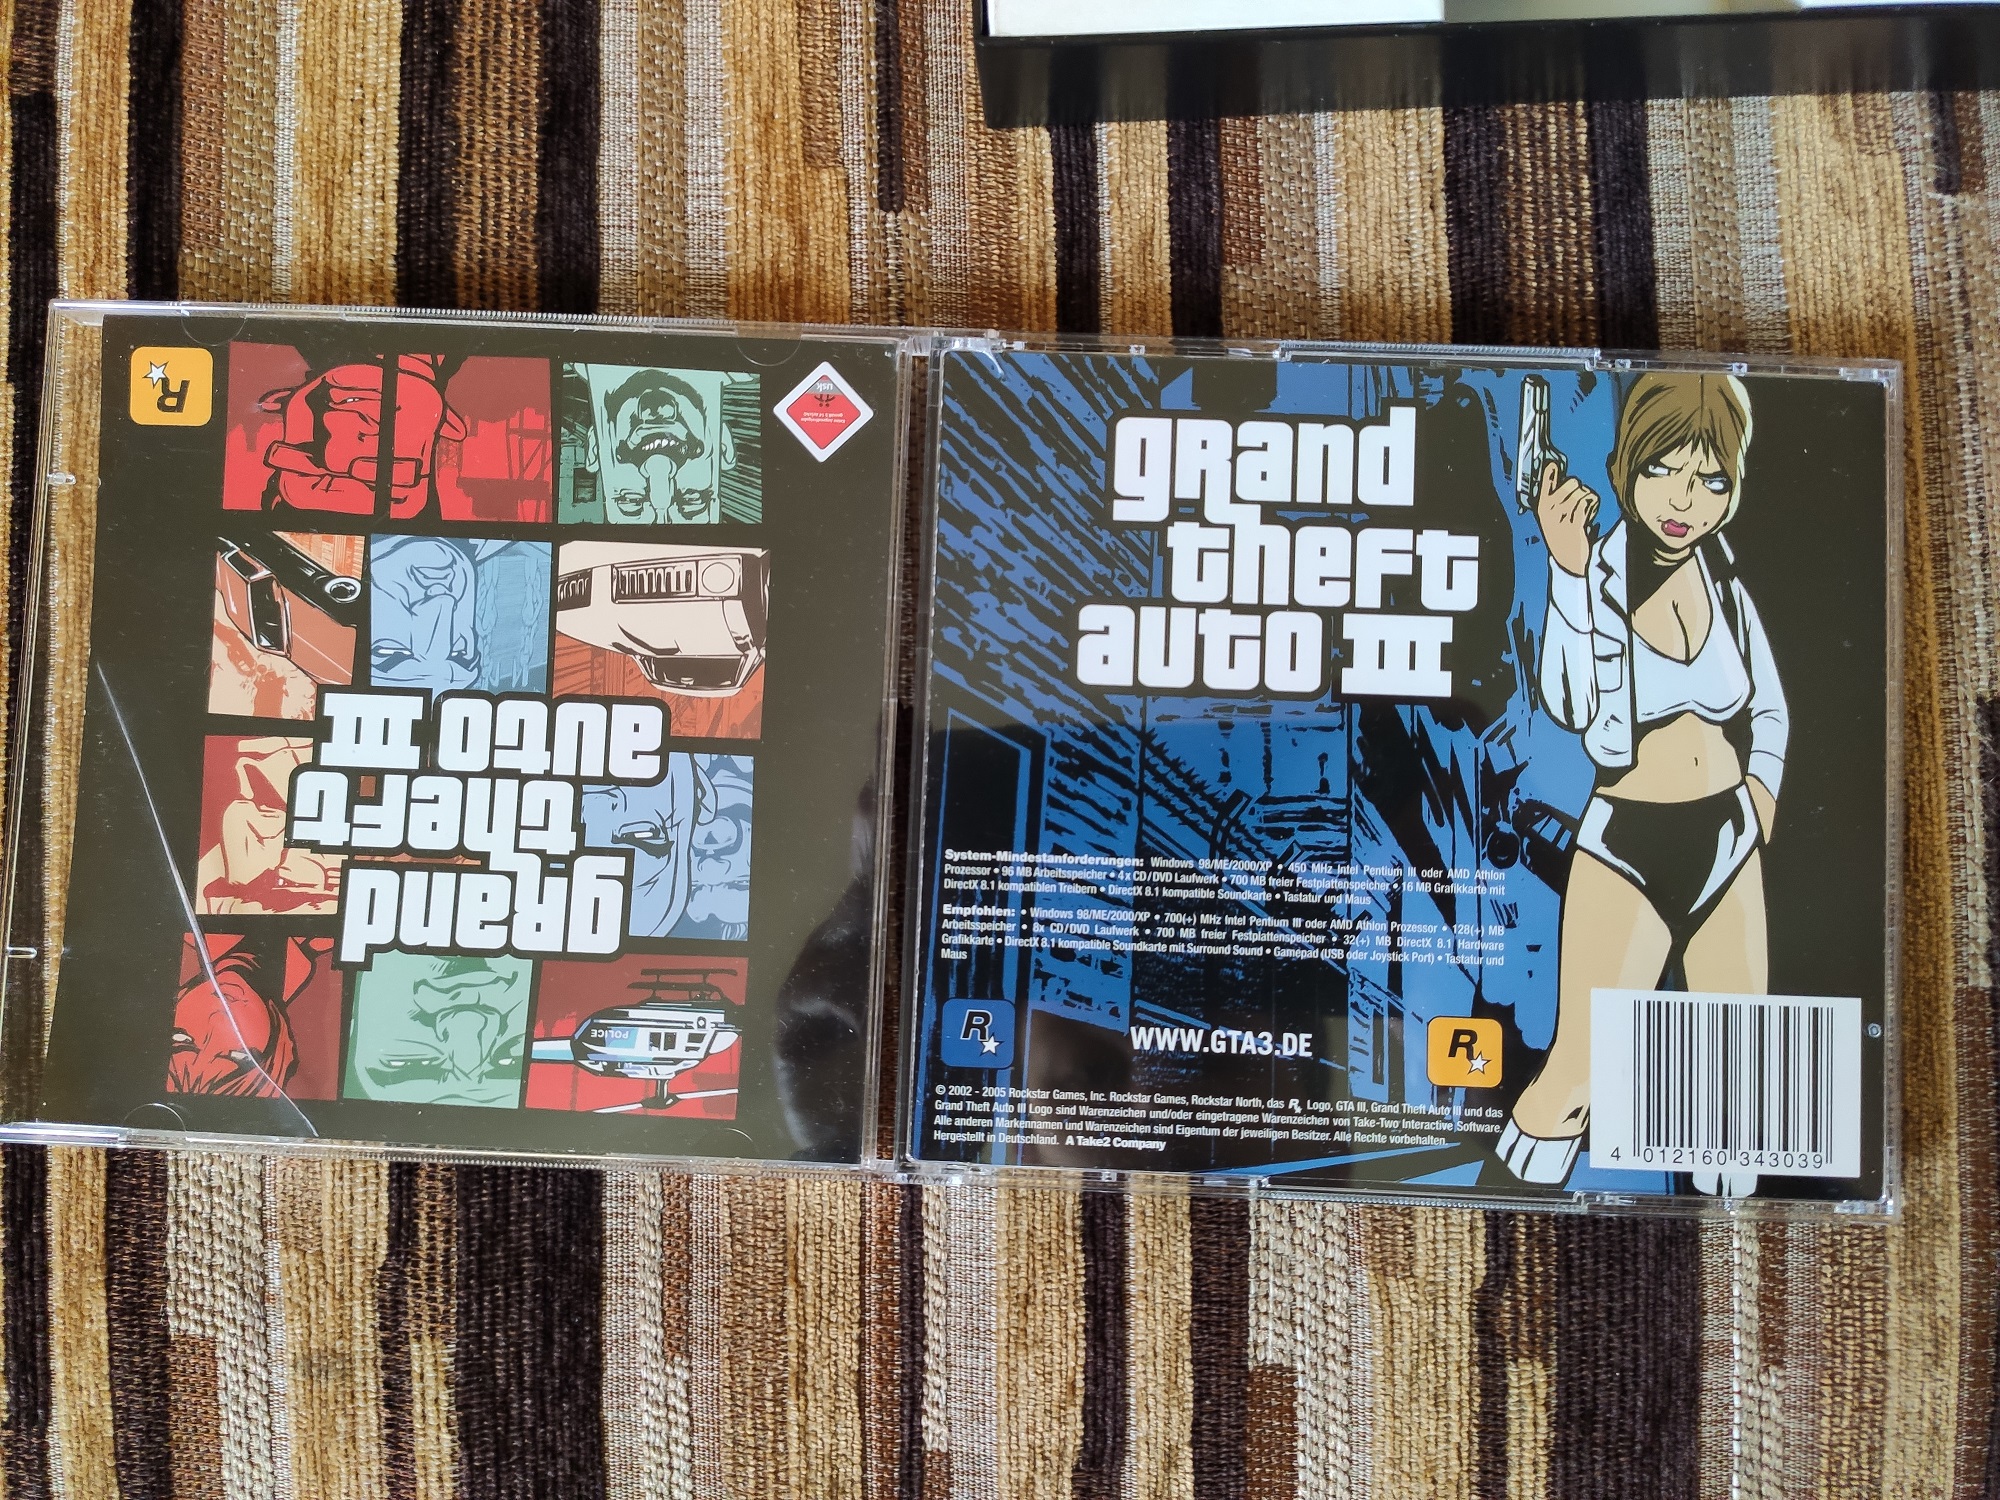 grand
theft
auto III
POLICE
R
usk
grand
theft
auto III
System-Mindestanforderungen: Windows 98/ME/2000/XP • 450 MHz Intel Pentium III oder AMD Athlon
Prozessor • 96 MB Arbeitsspeicher • 4x CD/DVD Laufwerk • 700 MB freier Festplattenspeicher • 16 MB Grafikkarte mit
DirectX 8.1 kompatiblen Treibern • DirectX 8.1 kompatible Soundkarte • Tastatur und Maus
Empfohlen: • Windows 98/ME/2000/XP • 700(+) MHz Intel Pentium III oder AMD Athlon Prozessor • 128(+) MB
Arbeitsspeicher • 8x CD/DVD Laufwerk • 700 MB freier Festplattenspeicher • 32(+) MB DirectX 8.1 Hardware
Grafikkarte • DirectX 8.1 kompatible Soundkarte mit Surround Sound • Gamepad (USB oder Joystick Port) • Tastatur und
Maus
R
WWW.GTA3.DE
R
© 2002 - 2005 Rockstar Games, Inc. Rockstar Games, Rockstar North, das R Logo, GTA III, Grand Theft Auto III und das
Grand Theft Auto III Logo sind Warenzeichen und/oder eingetragene Warenzeichen von Take-Two Interactive Software.
Alle anderen Markennamen und Warenzeichen sind Eigentum der jeweiligen Besitzer. Alle Rechte vorbehalten.
Hergestellt in Deutschland. A Take2 Company
4 012160 343039